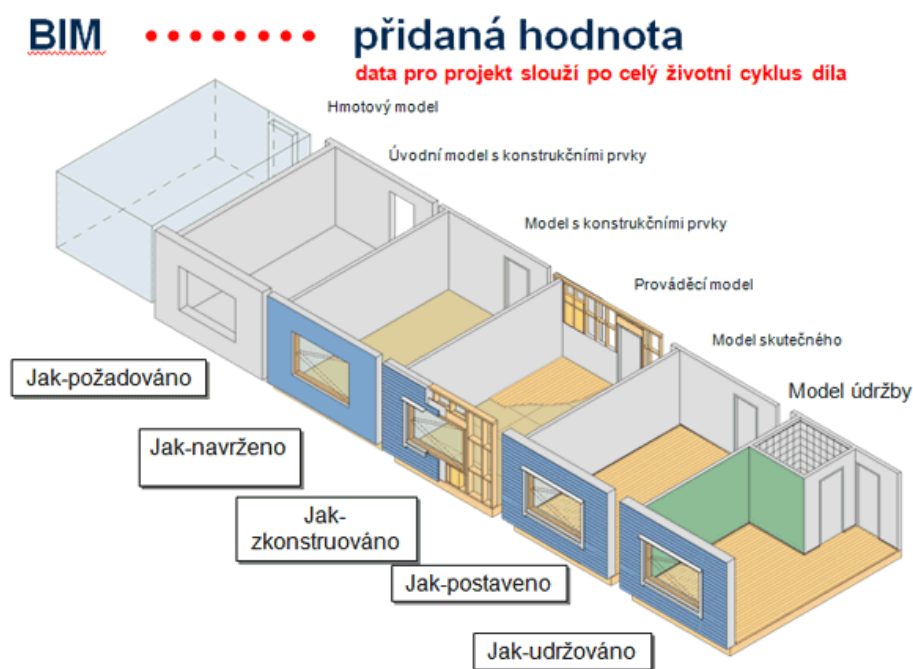 BIM •••••••• přidaná hodnota
data pro projekt slouží po celý životní cyklus díla
Hmotový model
Úvodní model s konstrukčními prvky
Model s konstrukčními prvky
Prováděcí model
Model skutečného
Model údržby
Jak-požadováno
Jak-navrženo
Jak-
zkonstruováno
Jak-postaveno
Jak-udržováno